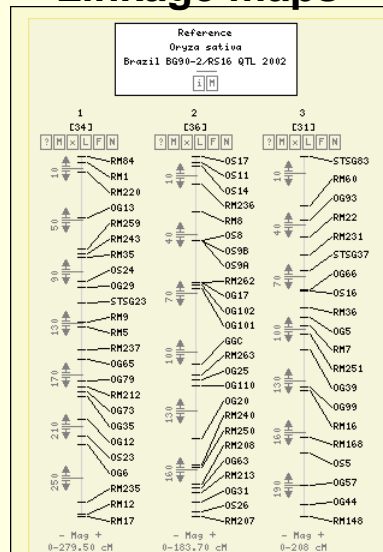 Linkage maps
Reference
Oryza sativa
Brazil BG90-2/RS16 QTL 2002
i M
1
[34]
? M x L F N
RM84
RM1
RM220
OG13
RM259
RM243
RM35
OS24
OG29
STSG23
RM9
RM5
RM237
OG65
OG79
RM212
OG73
OG35
OG12
OS23
OG6
RM235
RM12
RM17
10
50
90
130
170
210
250
- Mag +
0-279.50 cM
2
[36]
? M x L F N
OS17
OS11
OS14
RM236
RM8
OS8
OS9B
OS9A
RM262
OG17
OG102
OG101
GGC
RM263
OG25
OG110
OG20
RM240
RM250
RM208
OG63
RM213
OG31
OS26
RM207
10
40
70
100
130
160
- Mag +
0-183.70 cM
3
[31]
? M x L F N
STSG83
RM60
OG93
RM22
RM231
STSG37
OG66
OS16
RM36
OG5
RM7
RM251
OG39
OG99
RM16
RM168
OS5
OG57
OG44
RM148
10
40
70
100
130
160
190
- Mag +
0-208 cM